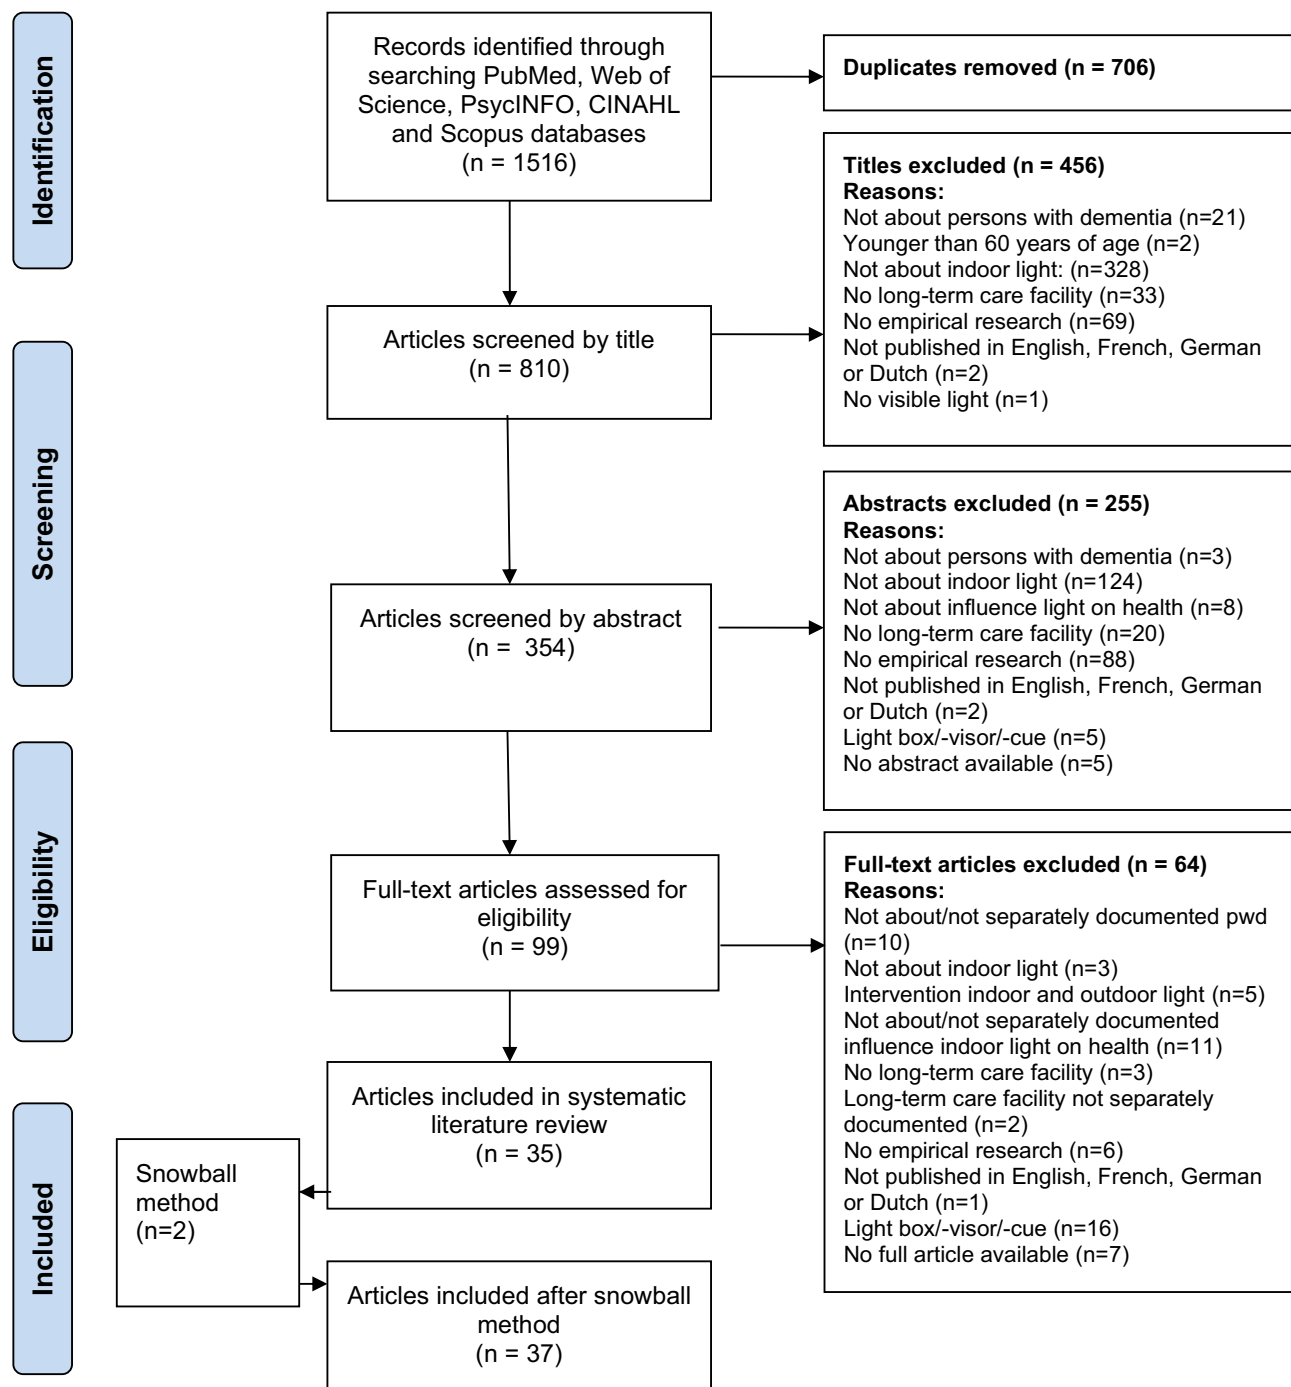 Identification
Records identified through
searching PubMed, Web of
Science, PsycINFO, CINAHL
and Scopus databases
(n = 1516)
Duplicates removed (n = 706)
Titles excluded (n = 456)
Reasons:
Not about persons with dementia (n=21)
Younger than 60 years of age (n=2)
Not about indoor light: (n=328)
No long-term care facility (n=33)
No empirical research (n=69)
Not published in English, French, German
or Dutch (n=2)
No visible light (n=1)
Screening
Articles screened by title
(n = 810)
Articles screened by abstract
(n =  354)
Abstracts excluded (n = 255)
Reasons:
Not about persons with dementia (n=3)
Not about indoor light (n=124)
Not about influence light on health (n=8)
No long-term care facility (n=20)
No empirical research (n=88)
Not published in English, French, German
or Dutch (n=2)
Light box/-visor/-cue (n=5)
No abstract available (n=5)
Eligibility
Full-text articles assessed for
eligibility
(n = 99)
Full-text articles excluded (n = 64)
Reasons:
Not about/not separately documented pwd
(n=10)
Not about indoor light (n=3)
Intervention indoor and outdoor light (n=5)
Not about/not separately documented
influence indoor light on health (n=11)
No long-term care facility (n=3)
Long-term care facility not separately
documented (n=2)
No empirical research (n=6)
Not published in English, French, German
or Dutch (n=1)
Light box/-visor/-cue (n=16)
No full article available (n=7)
Included
Articles included in systematic
literature review
(n = 35)
Snowball
method
(n=2)
Articles included after snowball
method
(n = 37)